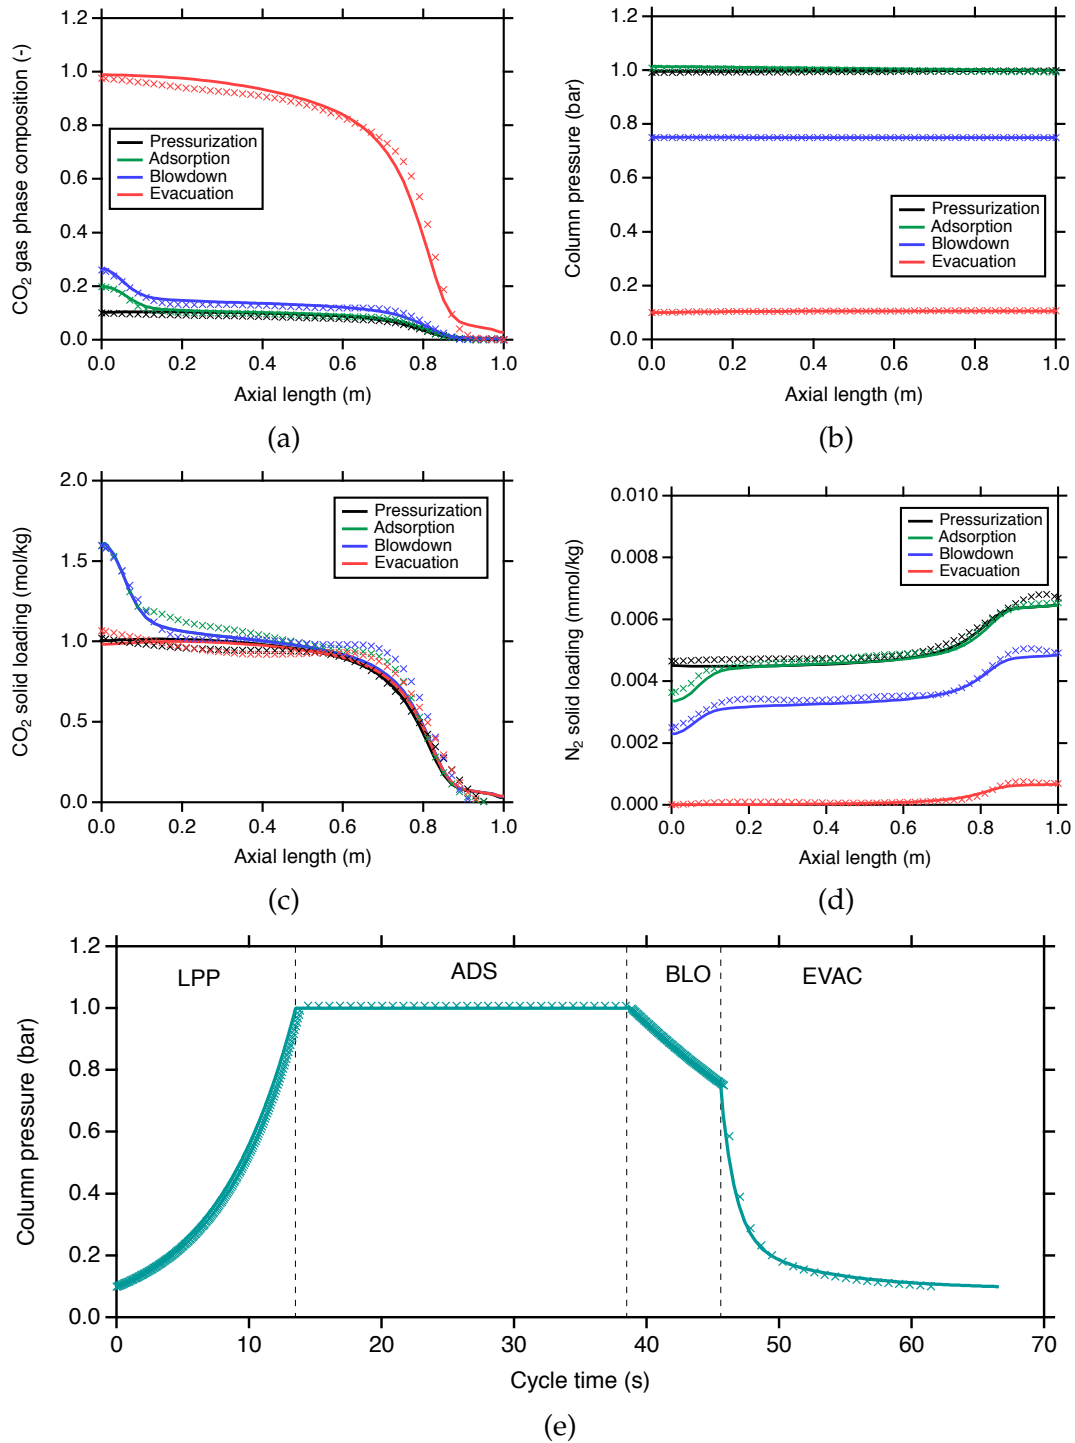 1.2
1.0
0.8
0.6
0.4
0.2
0.0
CO2 gas phase composition (-)
Pressurization
Adsorption
Blowdown
Evacuation
0.0 0.2 0.4 0.6 0.8 1.0
Axial length (m)
(a)
1.2
1.0
0.8
0.6
0.4
0.2
0.0
Column pressure (bar)
Pressurization
Adsorption
Blowdown
Evacuation
0.0 0.2 0.4 0.6 0.8 1.0
Axial length (m)
(b)
2.0
1.5
1.0
0.5
0.0
CO2 solid loading (mol/kg)
Pressurization
Adsorption
Blowdown
Evacuation
0.0 0.2 0.4 0.6 0.8 1.0
Axial length (m)
(c)
0.010
0.008
0.006
0.004
0.002
0.000
N2 solid loading (mmol/kg)
Pressurization
Adsorption
Blowdown
Evacuation
0.0 0.2 0.4 0.6 0.8 1.0
Axial length (m)
(d)
1.2
1.0
0.8
0.6
0.4
0.2
0.0
Column pressure (bar)
LPP ADS BLO EVAC
0 10 20 30 40 50 60 70
Cycle time (s)
(e)